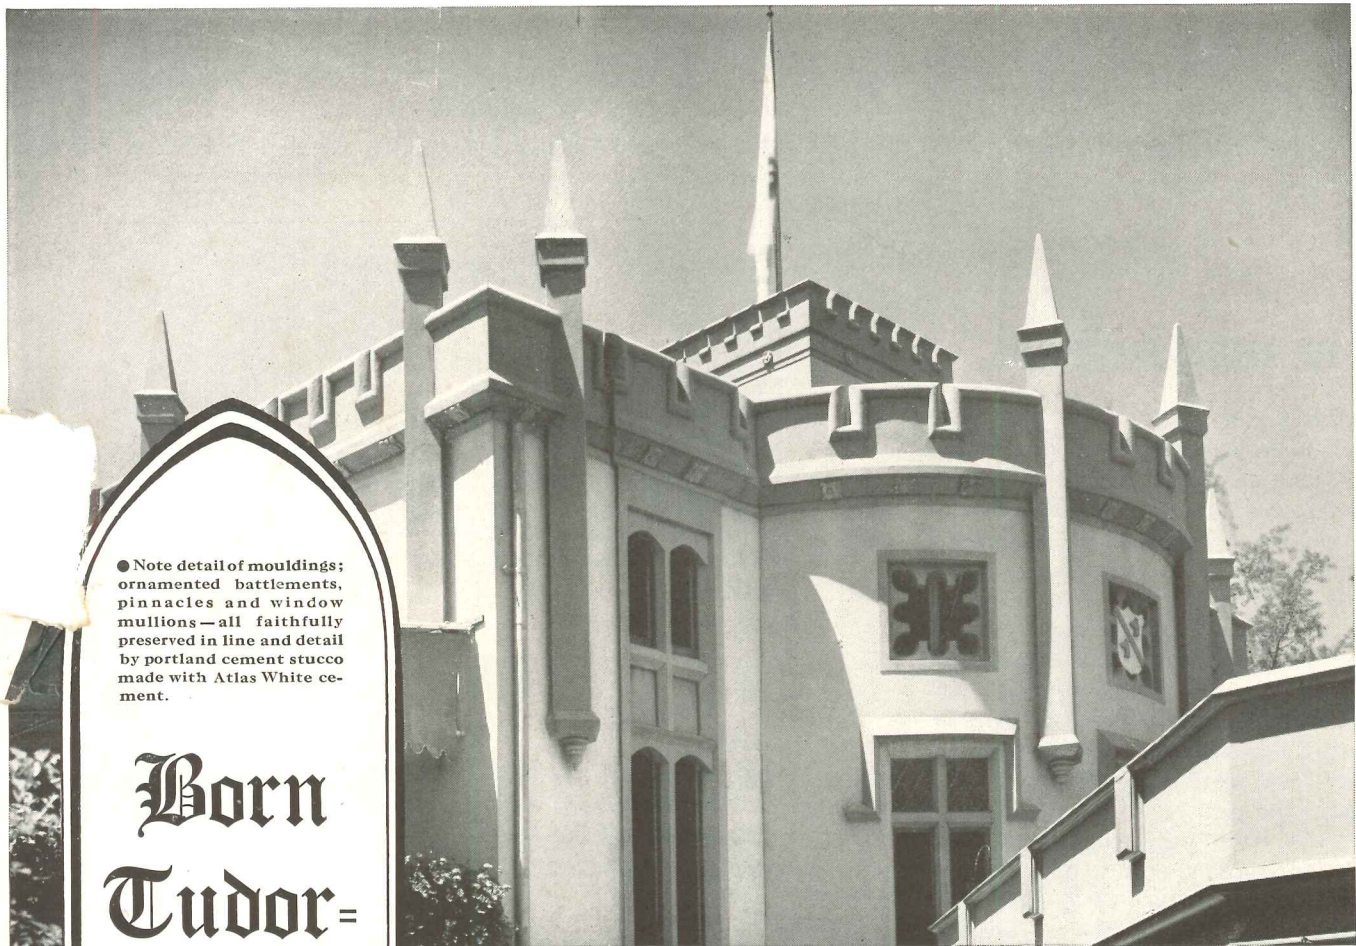 ● Note detail of mouldings;
ornamented battlements,
pinnacles and window
mullions—all faithfully
preserved in line and detail
by portland cement stucco
made with Atlas White ce-
ment.
Born
Tudor=